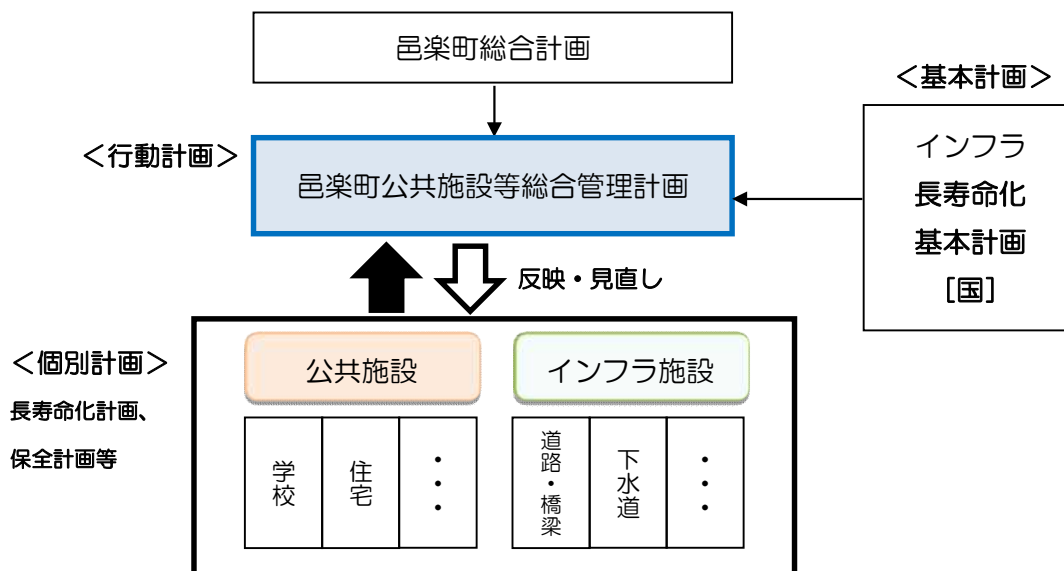 邑楽町総合計画
＜基本計画＞
インフラ
長寿命化
基本計画
［国］
＜行動計画＞
邑楽町公共施設等総合管理計画
反映・見直し
＜個別計画＞
長寿命化計画、
保全計画等
公共施設
インフラ施設
学校
住宅
・・・
道路・橋梁
下水道
・・・